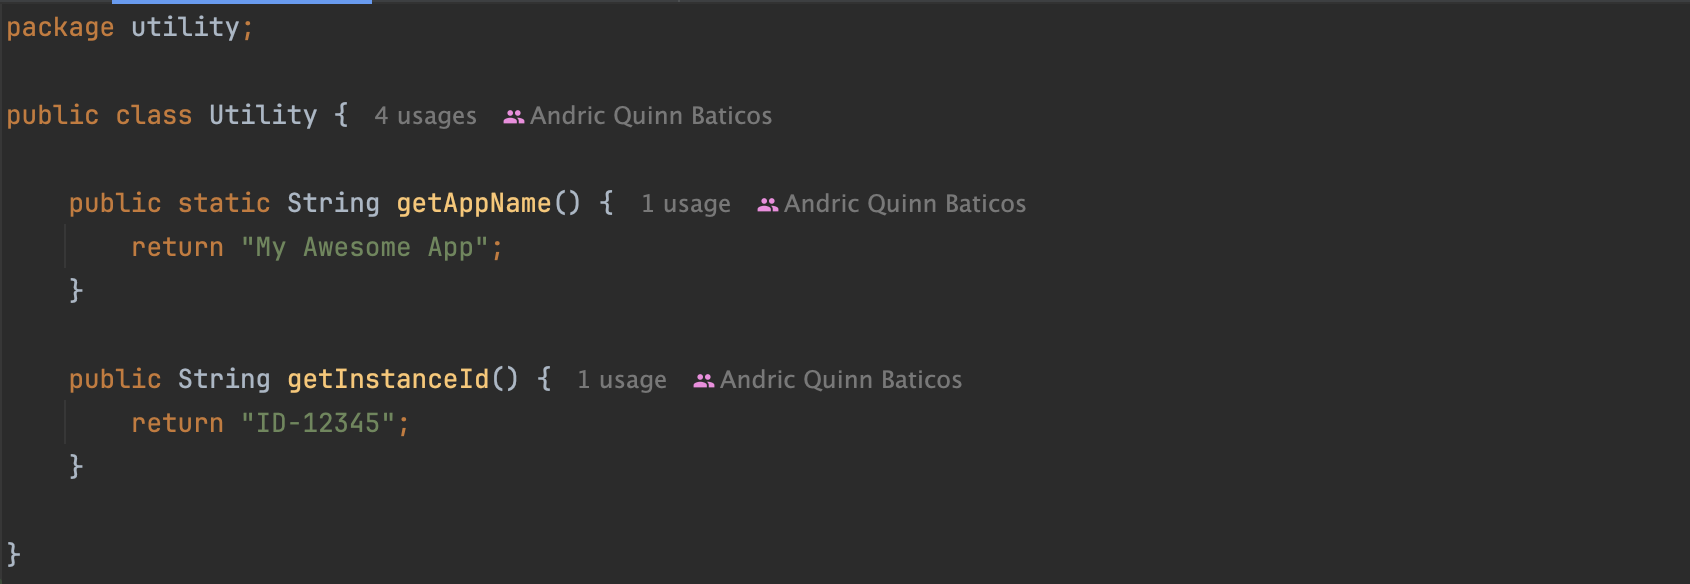 package utility;
public class Utility { 4 usages Andric Quinn Baticos
public static String getAppName() { 1 usage Andric Quinn Baticos
return "My Awesome App";
}
public String getInstanceId() { 1 usage Andric Quinn Baticos
return "ID-12345";
}
}